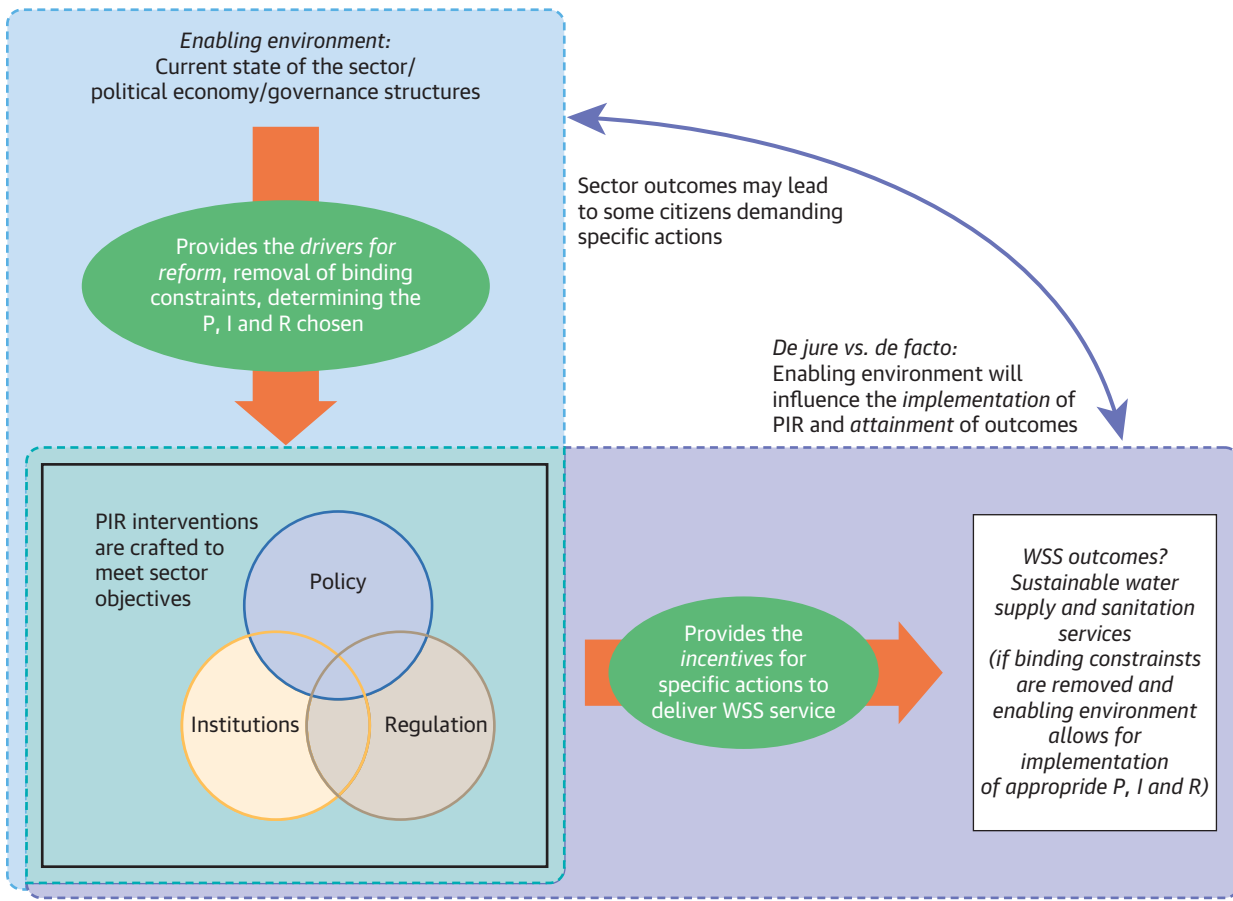 Enabling environment:
Current state of the sector/
political economy/governance structures
Provides the drivers for
reform, removal of binding
constraints, determining the
P, I and R chosen
Sector outcomes may lead
to some citizens demanding
specific actions
De jure vs. de facto:
Enabling environment will
influence the implementation of
PIR and attainment of outcomes
PIR interventions
are crafted to
meet sector
objectives
Policy
Institutions
Regulation
Provides the
incentives for
specific actions to
deliver WSS service
WSS outcomes?
Sustainable water
supply and sanitation
services
(if binding constrainsts
are removed and
enabling environment
allows for
implementation
of appropride P, I and R)